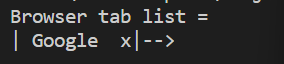 Browser tab list =
| Google  x|-->